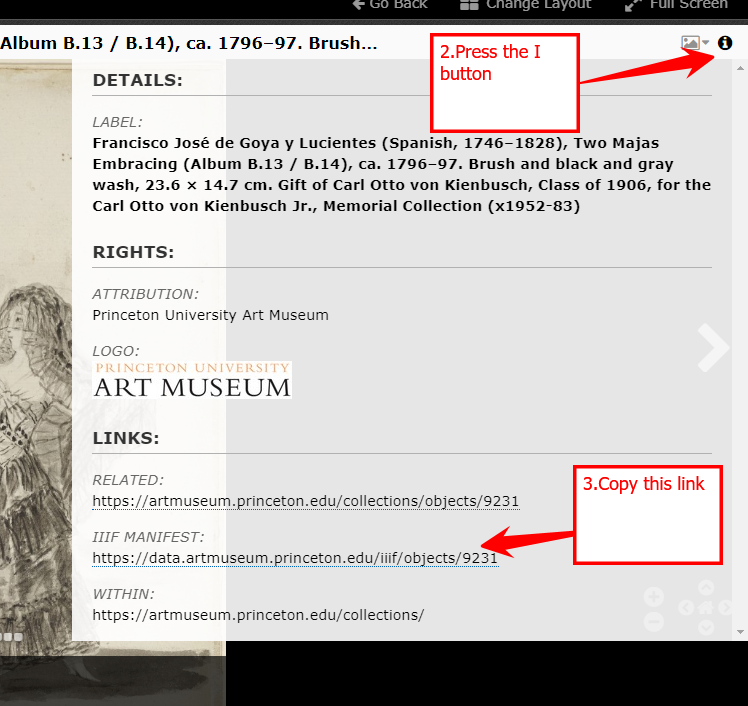 Go Back Change Layout Full Screen
Album B.13 / B.14), ca. 1796–97. Brush...
2.Press the I
button
DETAILS:
LABEL:
Francisco José de Goya y Lucientes (Spanish, 1746–1828), Two Majas
Embracing (Album B.13 / B.14), ca. 1796–97. Brush and black and gray
wash, 23.6 × 14.7 cm. Gift of Carl Otto von Kienbusch, Class of 1906, for the
Carl Otto von Kienbusch Jr., Memorial Collection (x1952-83)
RIGHTS:
ATTRIBUTION:
Princeton University Art Museum
LOGO:
PRINCETON UNIVERSITY
ART MUSEUM
LINKS:
RELATED:
https://artmuseum.princeton.edu/collections/objects/9231
3.Copy this link
IIIF MANIFEST:
https://data.artmuseum.princeton.edu/iiif/objects/9231
WITHIN:
https://artmuseum.princeton.edu/collections/